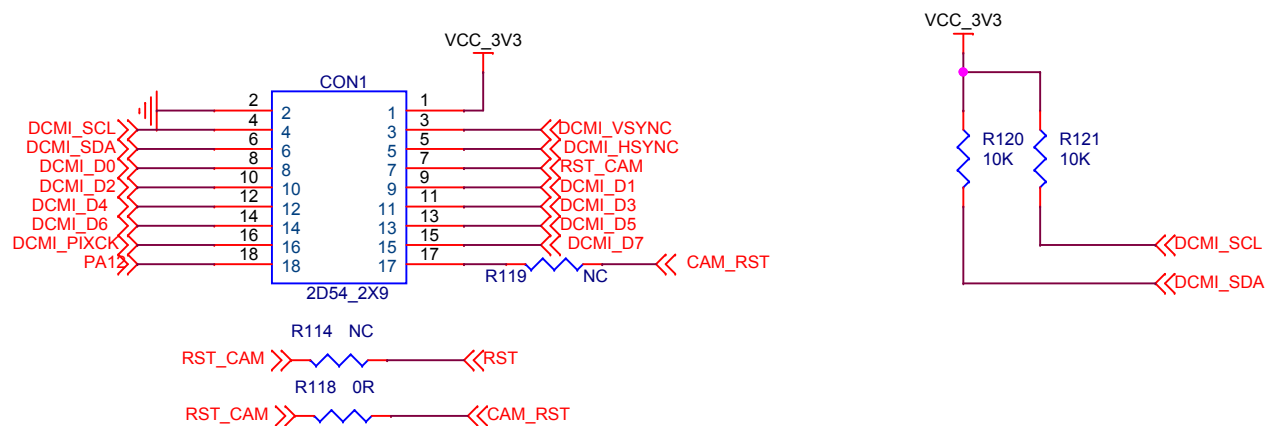 VCC_3V3
VCC_3V3
CON1
2 2 1 1
DCMI_SCL 4 4 3 3 DCMI_VSYNC
DCMI_SDA 6 6 5 5 DCMI_HSYNC
DCMI_D0 8 8 7 7 RST_CAM
DCMI_D2 10 10 9 9 DCMI_D1
DCMI_D4 12 12 11 11 DCMI_D3
DCMI_D6 14 14 13 13 DCMI_D5
DCMI_PIXCK 16 16 15 15 DCMI_D7
PA12 18 18 17 17 R119 NC CAM_RST
2D54_2X9
R114 NC
RST_CAM RST
R118 0R
RST_CAM CAM_RST
R120 R121
10K 10K
DCMI_SCL
DCMI_SDA